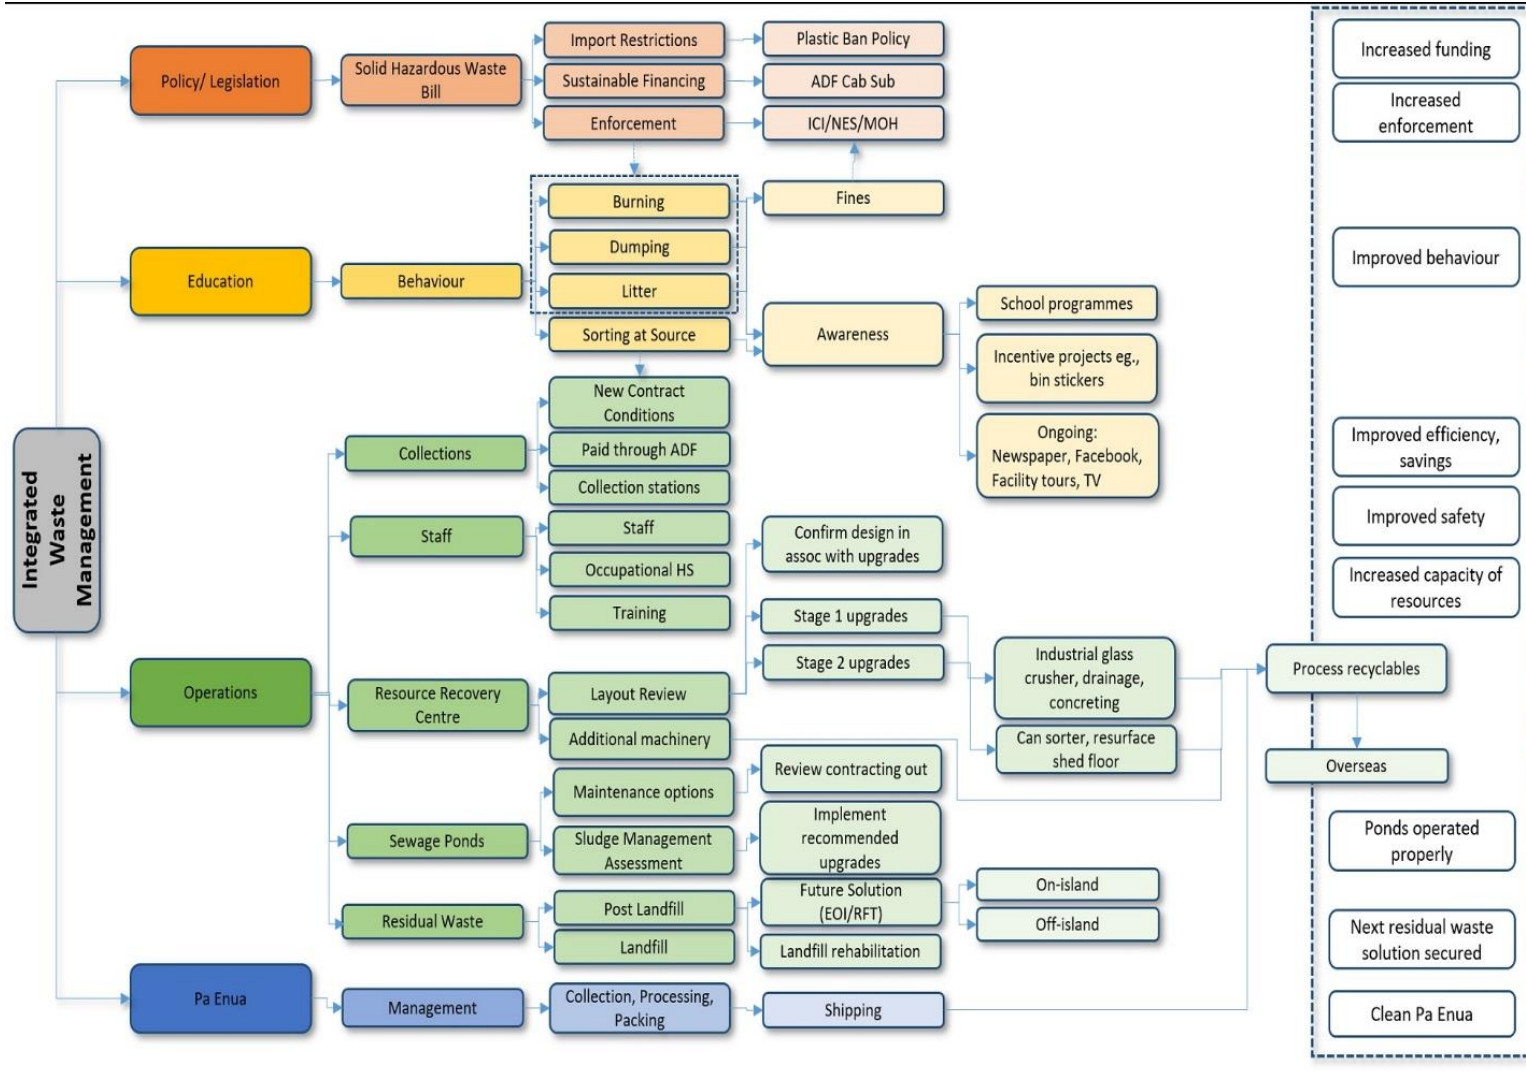 Integrated
Waste
Management
Policy/ Legislation
Solid Hazardous Waste
Bill
Import Restrictions
Plastic Ban Policy
Sustainable Financing
ADF Cab Sub
Enforcement
ICI/NES/MOH
Education
Behaviour
Burning
Dumping
Litter
Sorting at Source
Fines
Awareness
School programmes
Incentive projects eg.,
bin stickers
Ongoing:
Newspaper, Facebook,
Facility tours, TV
Operations
Collections
New Contract
Conditions
Paid through ADF
Collection stations
Staff
Staff
Occupational HS
Training
Resource Recovery
Centre
Layout Review
Additional machinery
Confirm design in
assoc with upgrades
Stage 1 upgrades
Stage 2 upgrades
Industrial glass
crusher, drainage,
concreting
Can sorter, resurface
shed floor
Process recyclables
Overseas
Sewage Ponds
Maintenance options
Review contracting out
Sludge Management
Assessment
Implement
recommended
upgrades
Residual Waste
Post Landfill
Landfill
Future Solution
(EOI/RFT)
Landfill rehabilitation
On-island
Off-island
Pa Enua
Management
Collection, Processing,
Packing
Shipping
Increased funding
Increased
enforcement
Improved behaviour
Improved efficiency,
savings
Improved safety
Increased capacity of
resources
Ponds operated
properly
Next residual waste
solution secured
Clean Pa Enua